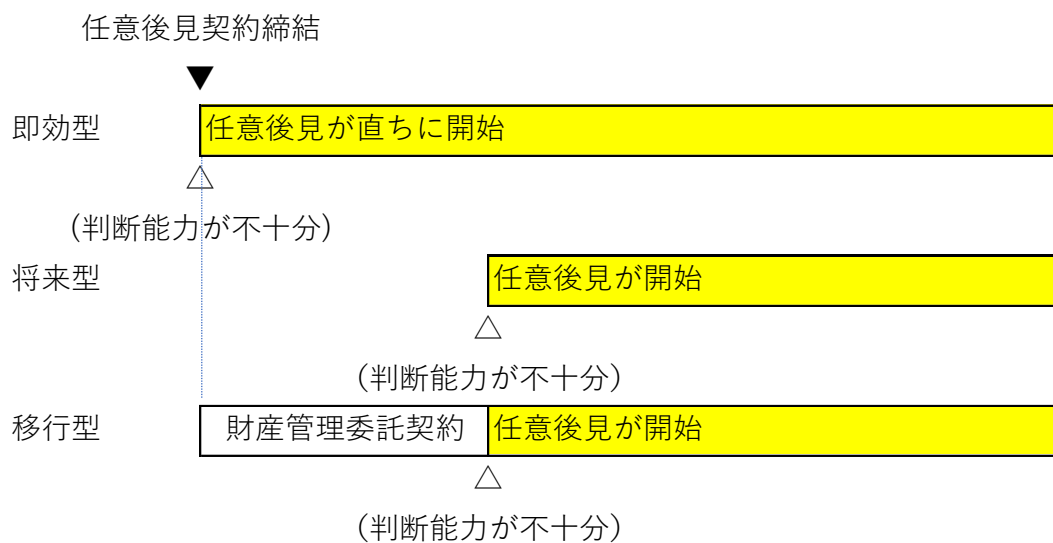 任意後見契約締結
▼
即効型 任意後見が直ちに開始
△
(判断能力が不十分)
将来型 任意後見が開始
△
(判断能力が不十分)
移行型 財産管理委託契約 任意後見が開始
△
(判断能力が不十分)